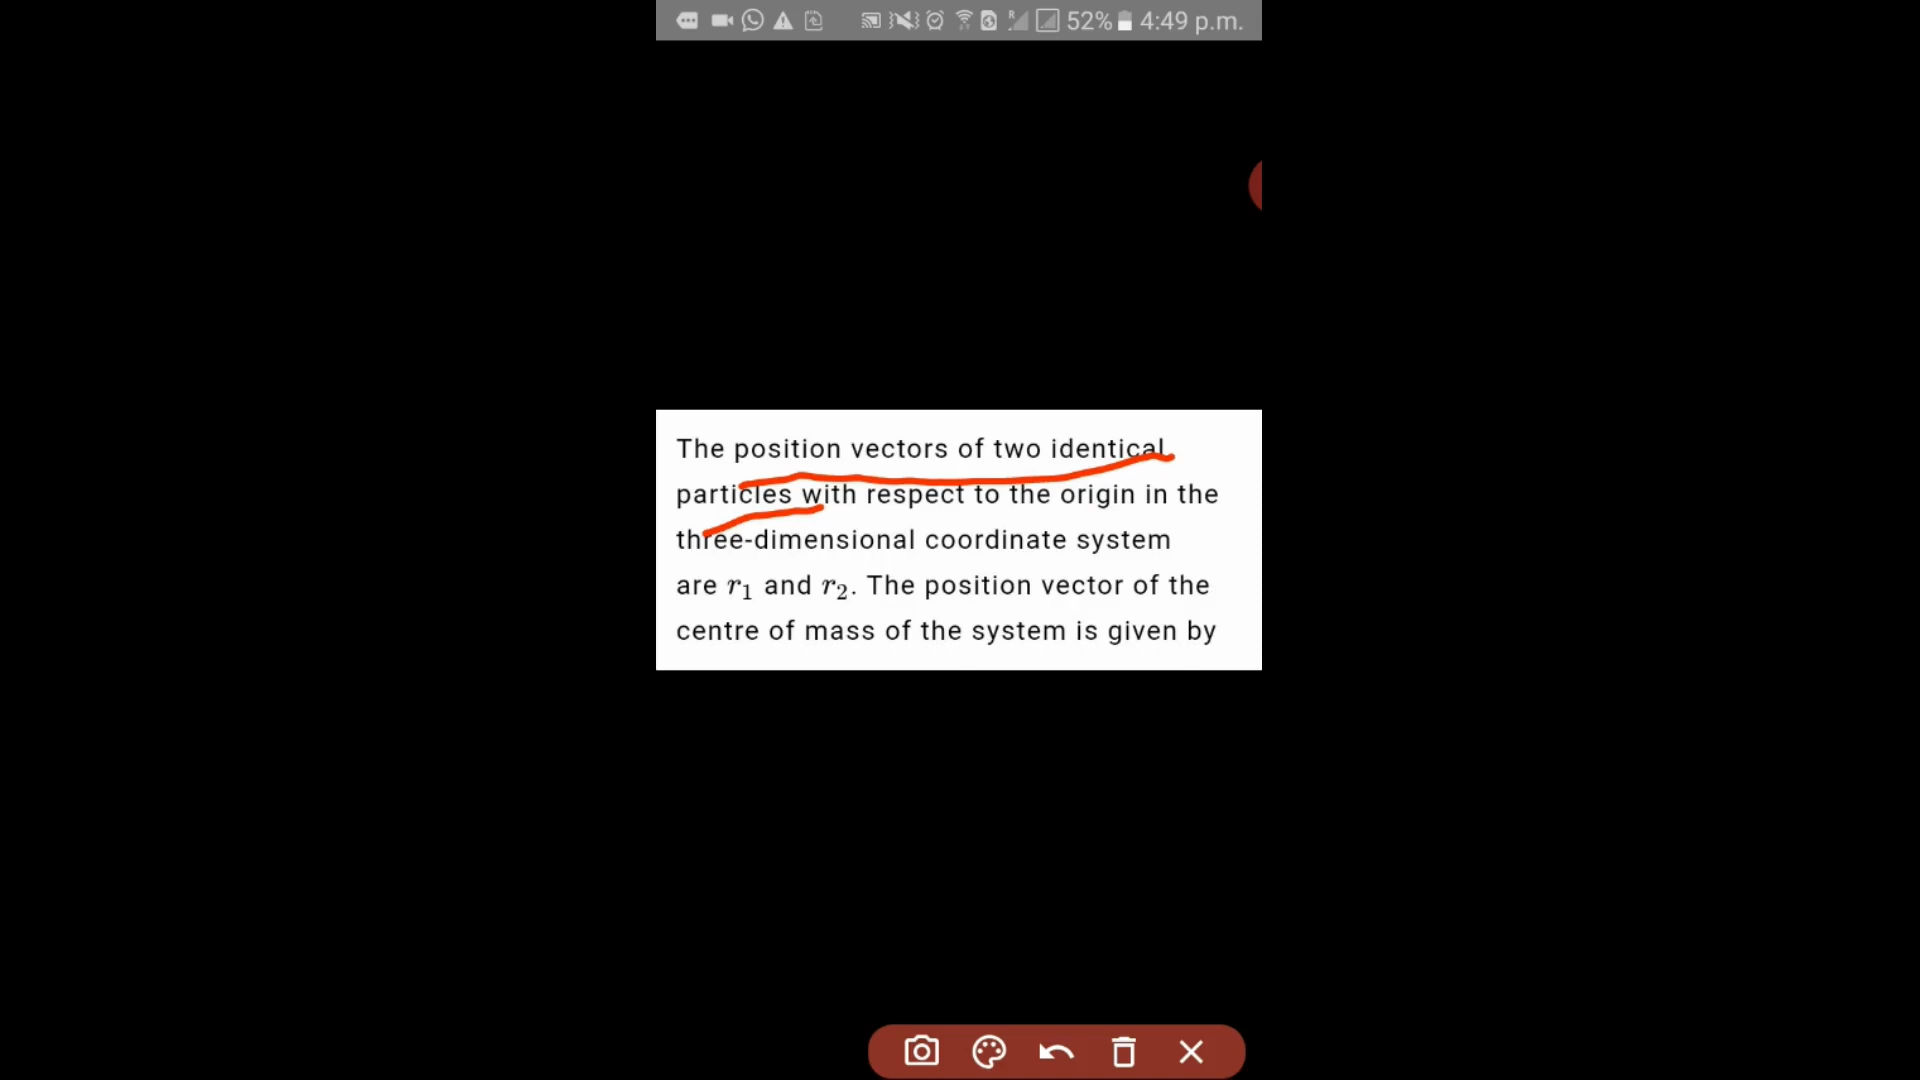 52% 4:49 p.m.
The position vectors of two identical
particles with respect to the origin in the
three-dimensional coordinate system
are r₁ and r₂. The position vector of the
centre of mass of the system is given by